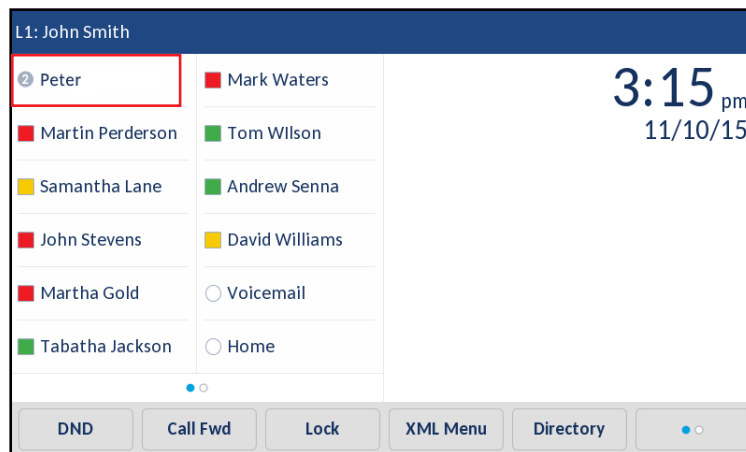 L1: John Smith
2 Peter
Mark Waters
Martin Perderson
Tom WIlson
Samantha Lane
Andrew Senna
John Stevens
David Williams
Martha Gold
Voicemail
Tabatha Jackson
Home
3:15 pm
11/10/15
DND
Call Fwd
Lock
XML Menu
Directory